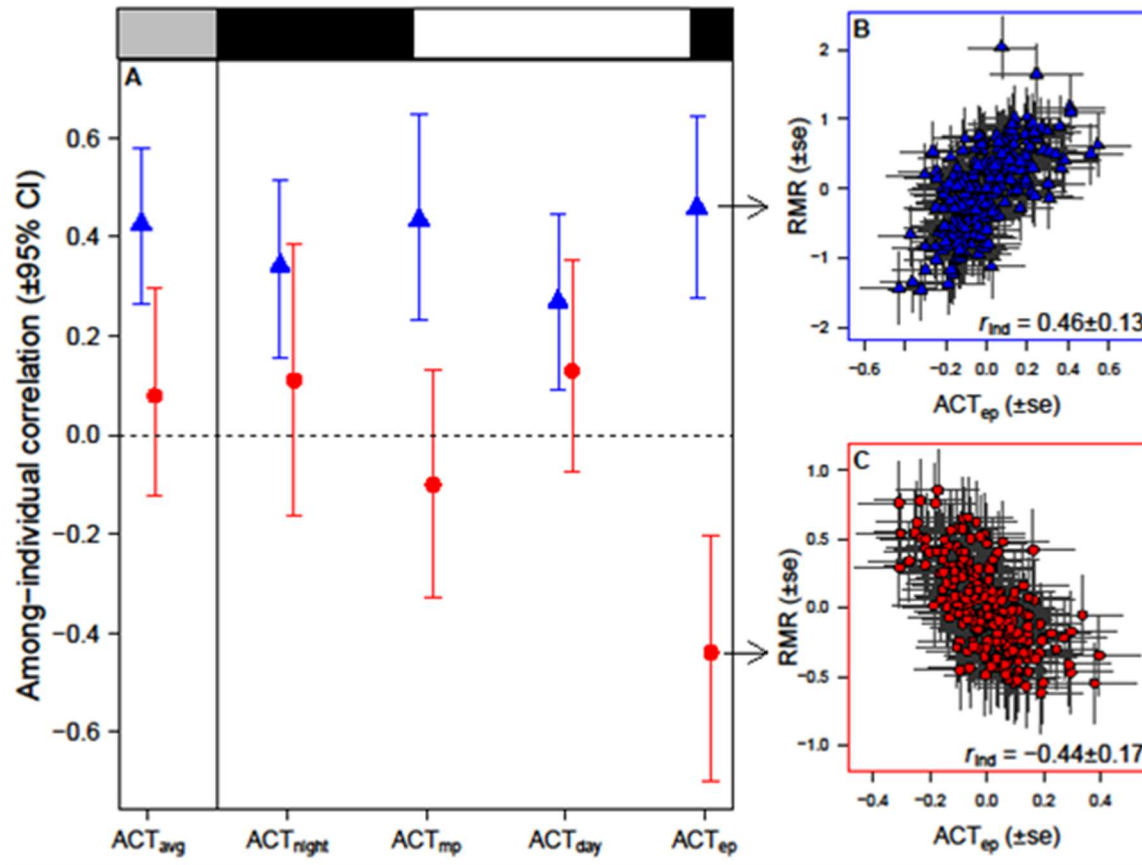 A
Among−individual correlation (±95% CI)
0.6
0.4
0.2
0.0
−0.2
−0.4
−0.6
ACTavg
ACTnight
ACTmp
ACTday
ACTep
B
RMR (±se)
2
1
0
−1
−2
rind = 0.46±0.13
−0.6
−0.2
0.0
0.2
0.4
0.6
ACTep (±se)
C
RMR (±se)
1.0
0.5
0.0
−0.5
−1.0
rind = −0.44±0.17
−0.4
−0.2
0.0
0.2
0.4
ACTep (±se)